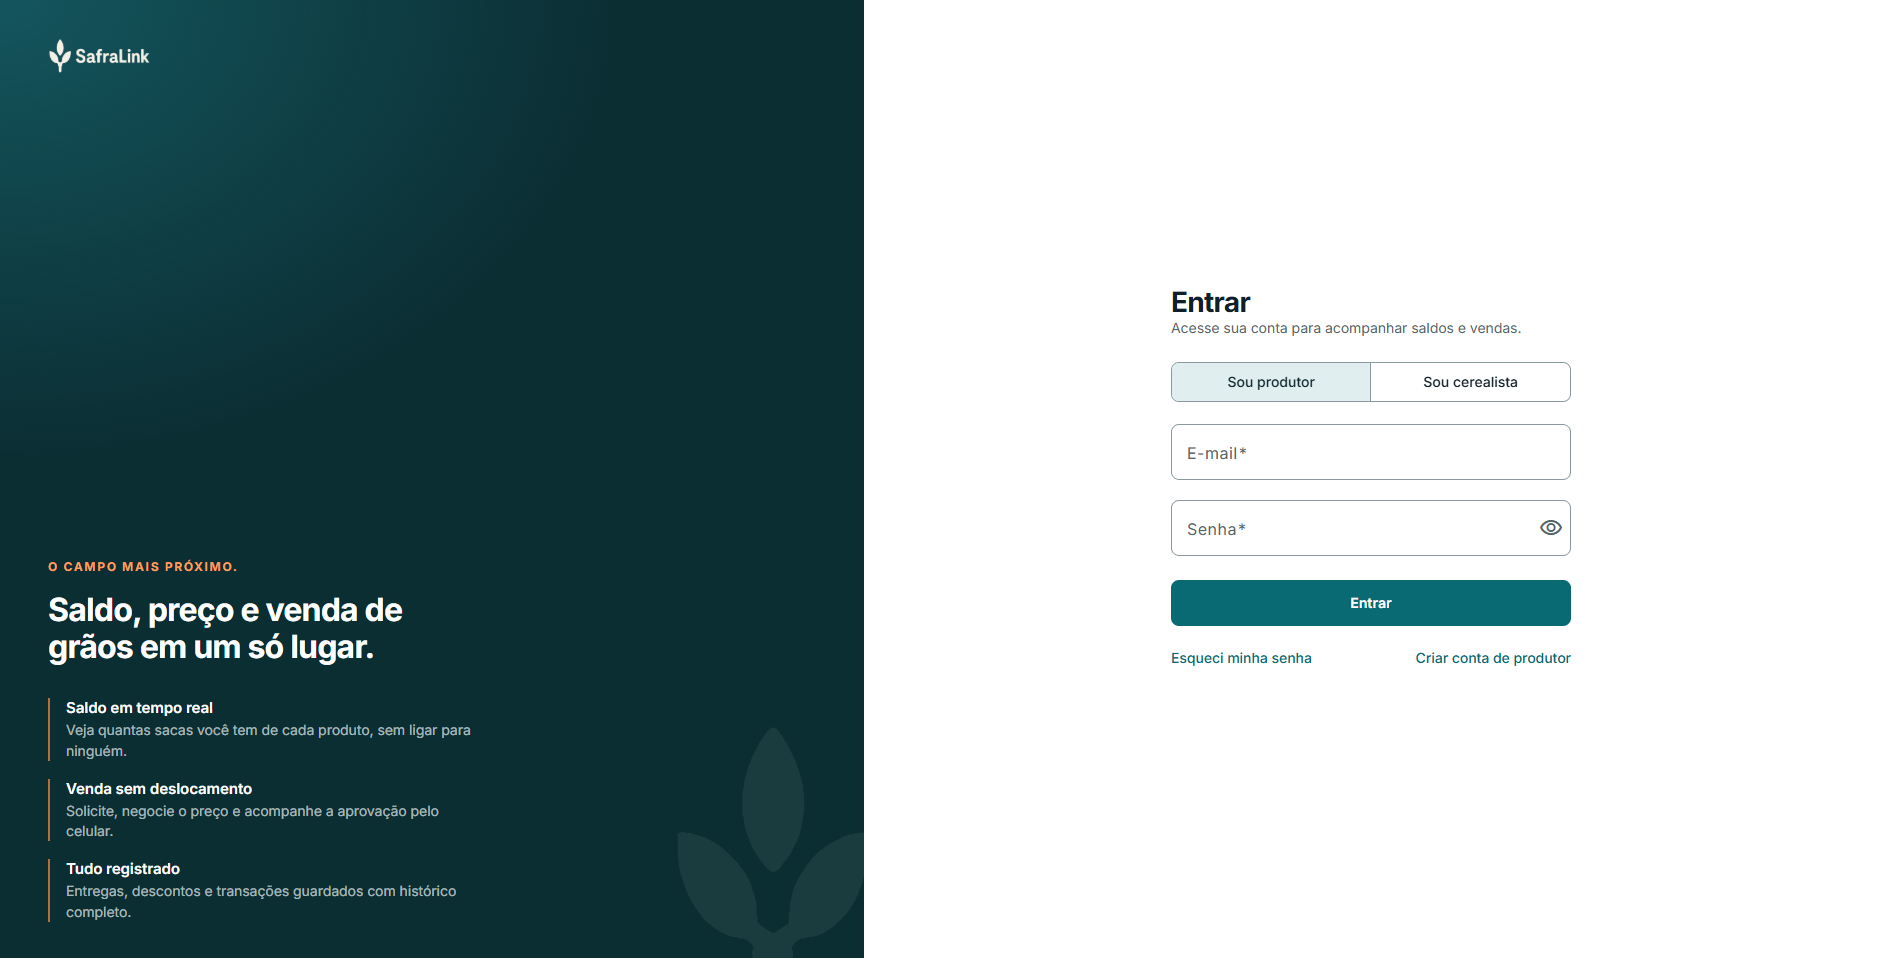 SafraLink
O CAMPO MAIS PRÓXIMO.
Saldo, preço e venda de
grãos em um só lugar.
Saldo em tempo real
Veja quantas sacas você tem de cada produto, sem ligar para
ninguém.
Venda sem deslocamento
Solicite, negocie o preço e acompanhe a aprovação pelo
celular.
Tudo registrado
Entregas, descontos e transações guardados com histórico
completo.
Entrar
Acesse sua conta para acompanhar saldos e vendas.
Sou produtor
Sou cerealista
E-mail*
Senha*
Entrar
Esqueci minha senha
Criar conta de produtor